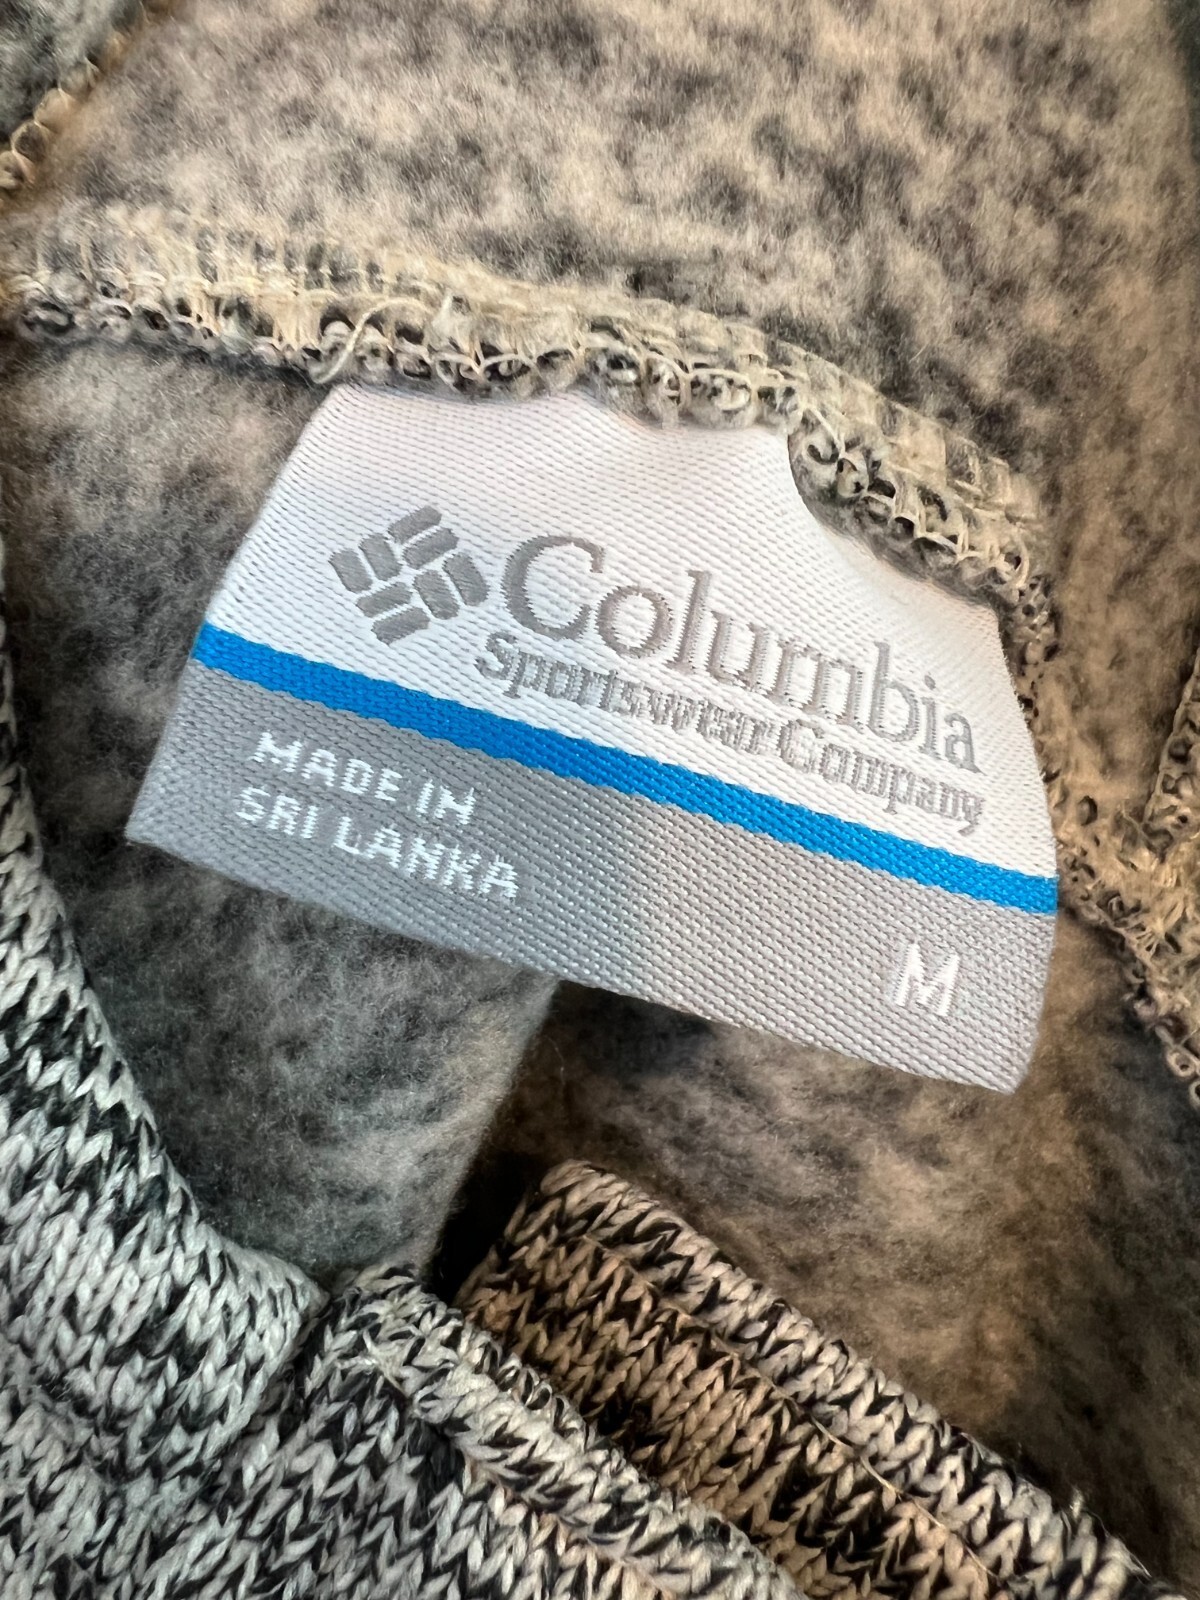 Columbia
Sportswear Company
MADE IN
SRI LANKA
M